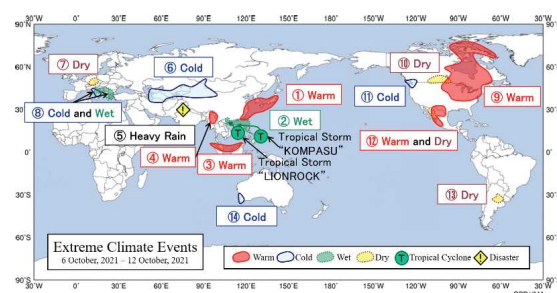 90°N
60°N
30°N
EQ
30°S
60°S
90°S
0°
30°E
60°E
90°E
120°E
150°E
180°
150°W
120°W
90°W
60°W
30°W
⑦ Dry
⑥ Cold
⑩ Dry
① Warm
⑪ Cold
⑨ Warm
⑧ Cold and Wet
② Wet
⑤ Heavy Rain
Tropical Storm
"KOMPASU"
⑫ Warm and Dry
④ Warm
③ Warm
Tropical Storm
"LIONROCK"
⑬ Dry
⑭ Cold
Extreme Climate Events
6 October, 2021 – 12 October, 2021
Warm
Cold
Wet
Dry
T Tropical Cyclone
! Disaster